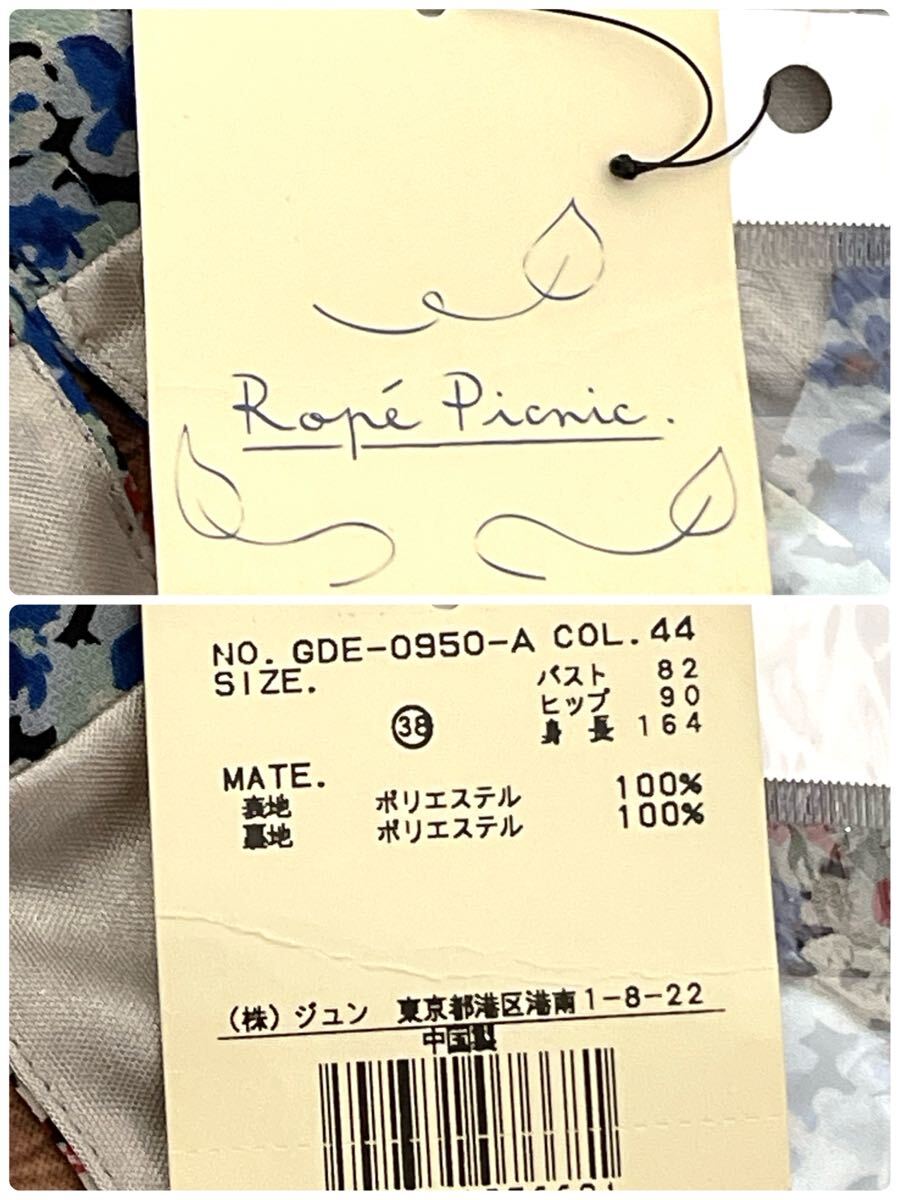 Ropé Picnic.
NO. GDE-0950-A COL. 44
SIZE.
バスト 82
ヒップ 90
38
身長 164
MATE.
表地 ポリエステル 100%
裏地 ポリエステル 100%
(株) ジュン 東京都港区港南1-8-22
中国製